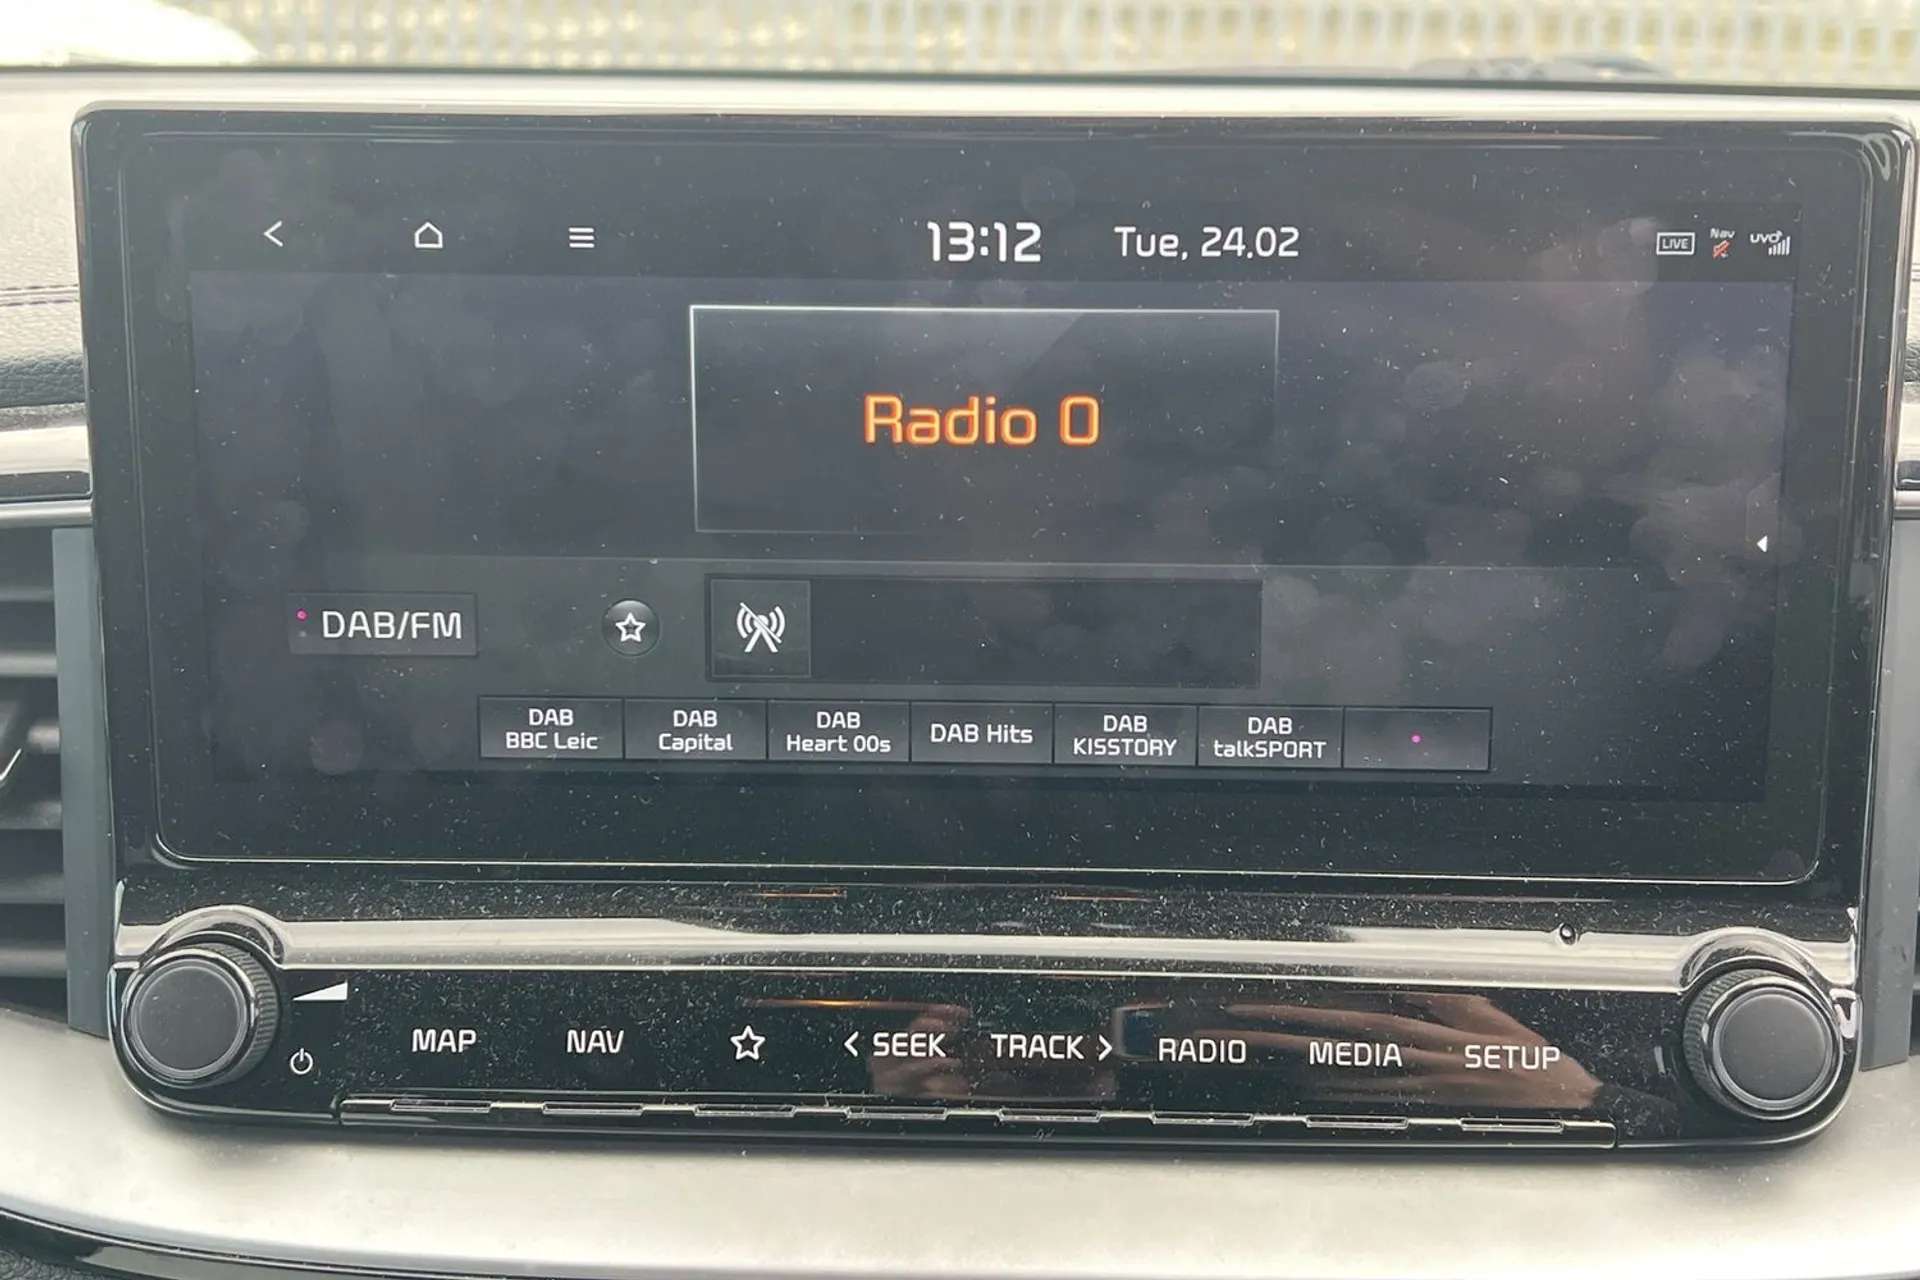 13:12
Tue, 24.02
LIVE
Nav
UVO
Radio 0
DAB/FM
DAB
BBC Leic
DAB
Capital
DAB
Heart 00s
DAB Hits
DAB
KISSTORY
DAB
talkSPORT
MAP
NAV
< SEEK
TRACK >
RADIO
MEDIA
SETUP